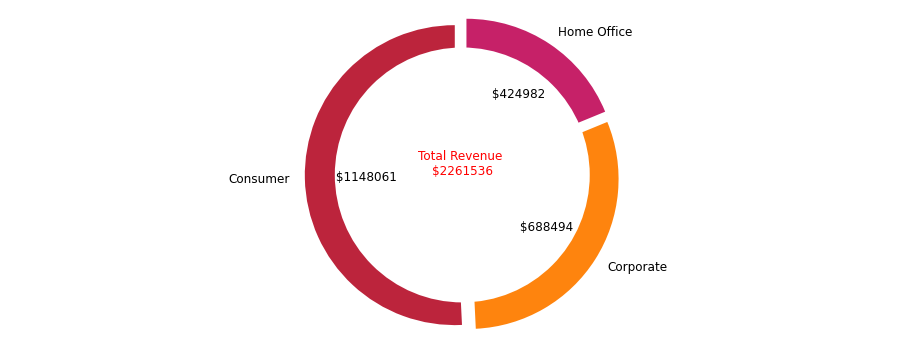 Home Office
$424982
Total Revenue
$2261536
Consumer
$1148061
$688494
Corporate